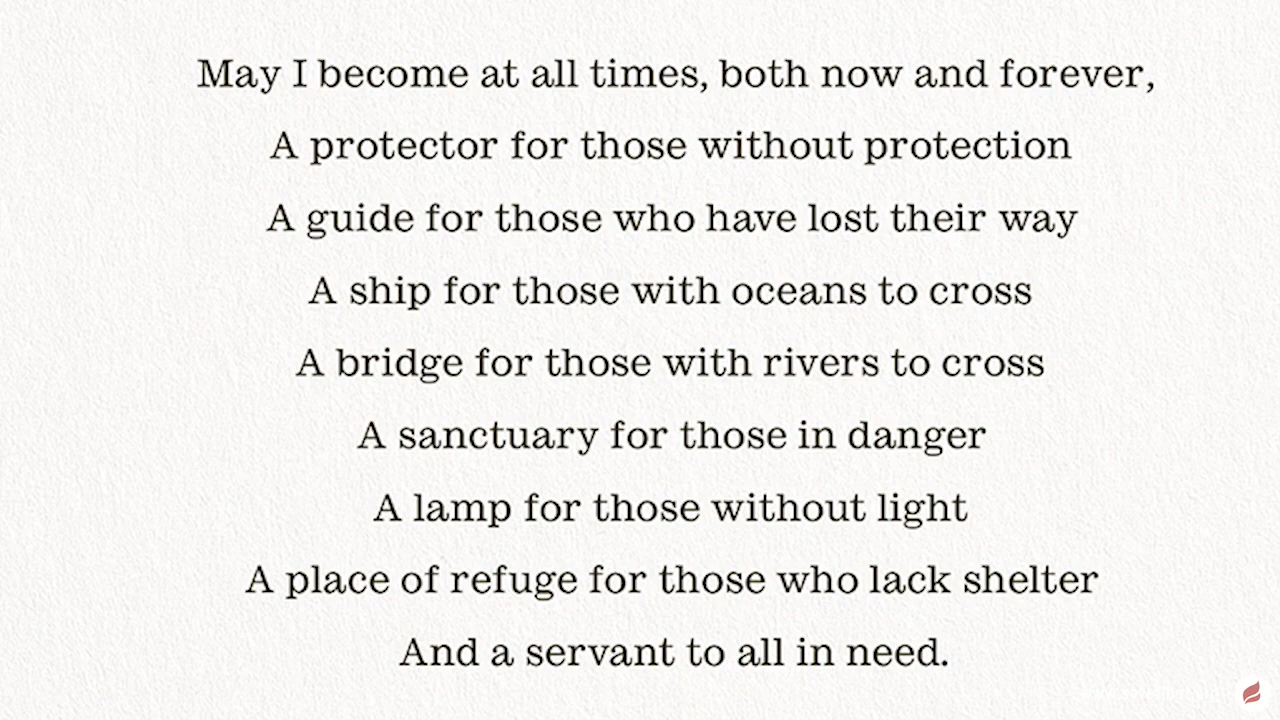 May I become at all times, both now and forever,
A protector for those without protection
A guide for those who have lost their way
A ship for those with oceans to cross
A bridge for those with rivers to cross
A sanctuary for those in danger
A lamp for those without light
A place of refuge for those who lack shelter
And a servant to all in need.